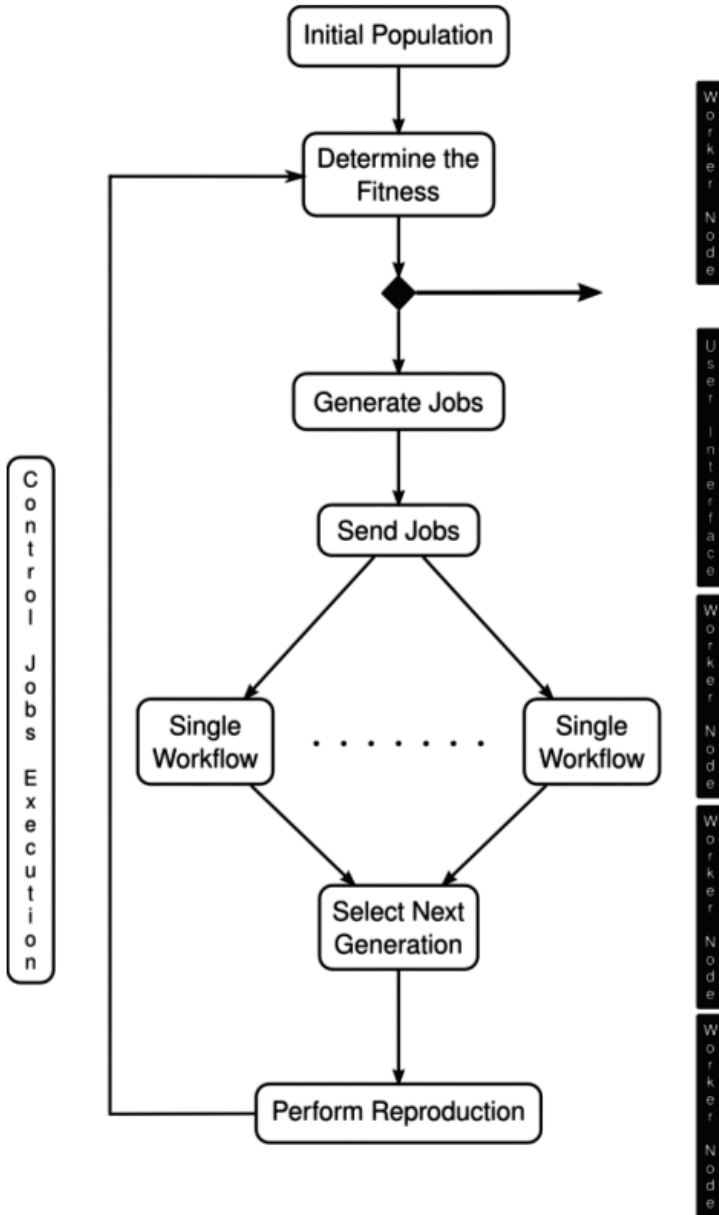 Initial Population
Worker Node
Determine the
Fitness
User Interface
Generate Jobs
Control Jobs Execution
Send Jobs
Worker Node
Single
Workflow
. . . . . . .
Single
Workflow
Worker Node
Select Next
Generation
Worker Node
Perform Reproduction